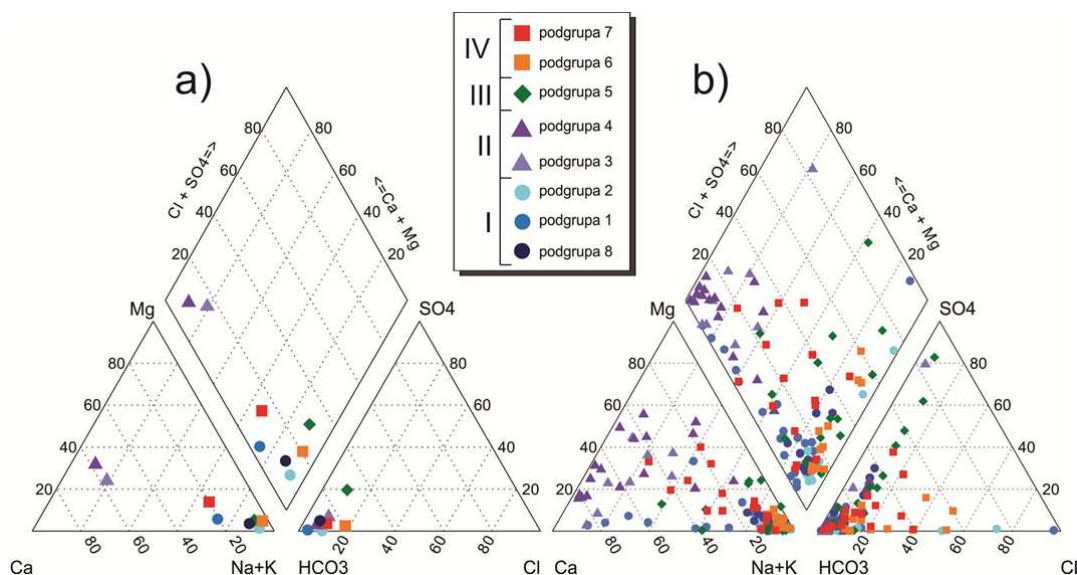 a)
b)
IV
III
II
I
podgrupa 7
podgrupa 6
podgrupa 5
podgrupa 4
podgrupa 3
podgrupa 2
podgrupa 1
podgrupa 8
80
60
40
20
80
60
40
20
Cl + SO4=>
<=Ca + Mg
Mg
SO4
80
60
40
20
80
60
40
20
80
60
40
20
20
40
60
80
Ca
Na+K
HCO3
Cl
80
60
40
20
80
60
40
20
Cl + SO4=>
<=Ca + Mg
Mg
SO4
80
60
40
20
80
60
40
20
80
60
40
20
20
40
60
80
Ca
Na+K
HCO3
Cl